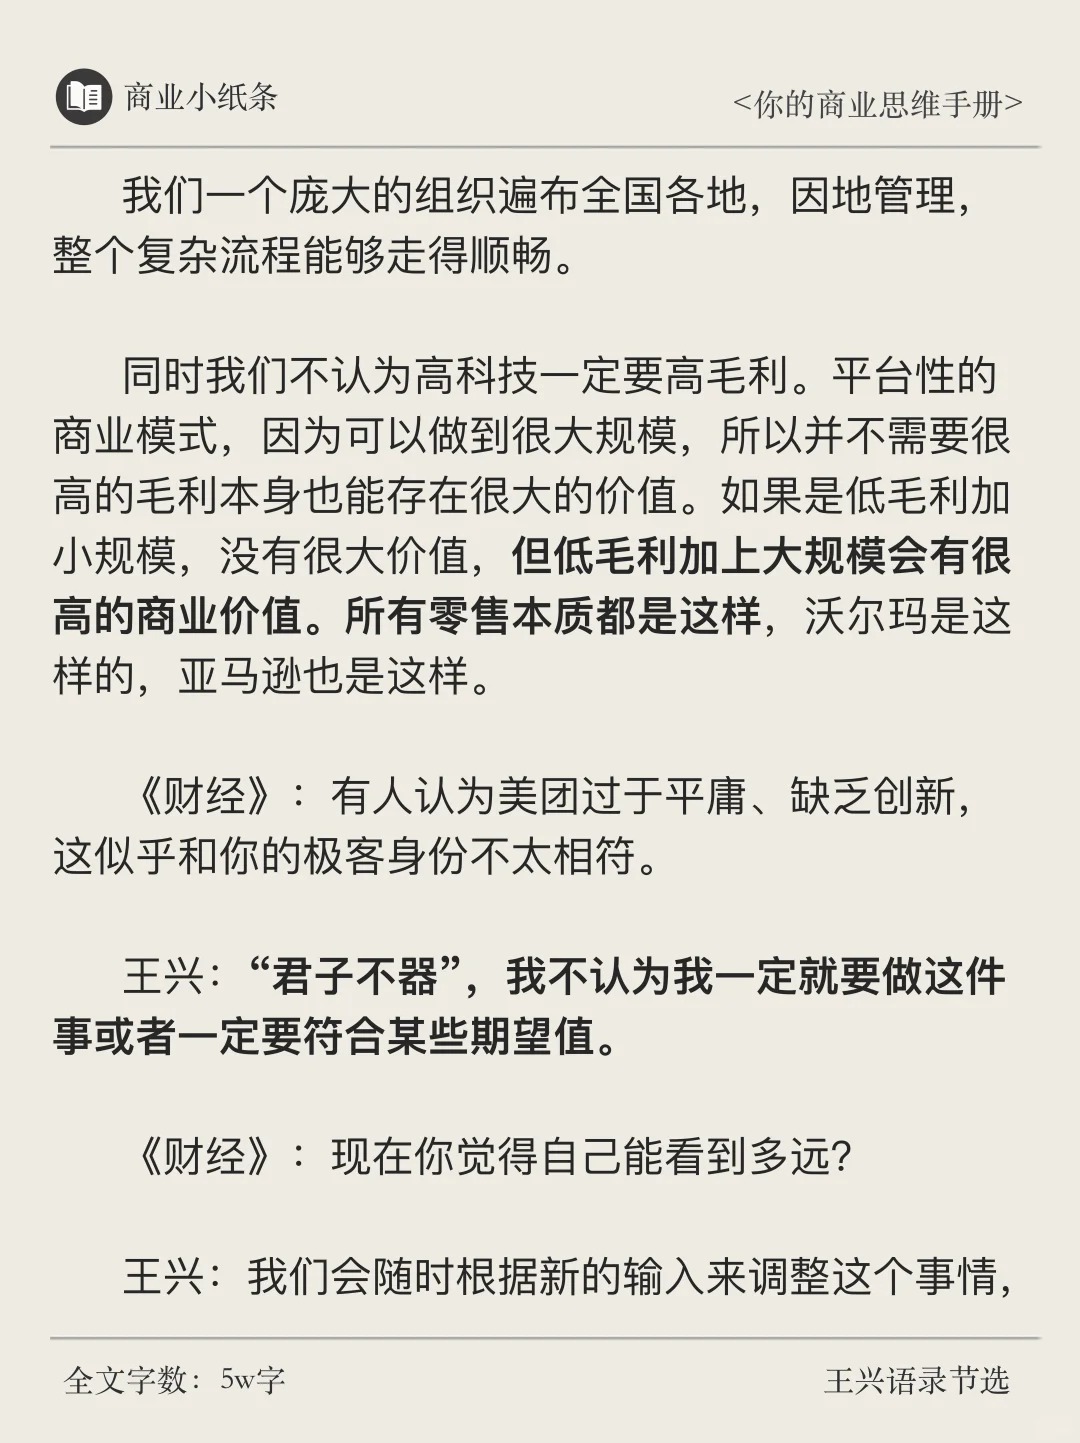 商业小纸条
<你的商业思维手册>
我们一个庞大的组织遍布全国各地，因地管理，
整个复杂流程能够走得顺畅。
同时我们不认为高科技一定要高毛利。平台性的
商业模式，因为可以做到很大规模，所以并不需要很
高的毛利本身也能存在很大的价值。如果是低毛利加
小规模，没有很大价值，但低毛利加上大规模会有很
高的商业价值。所有零售本质都是这样，沃尔玛是这
样的，亚马逊也是这样。
《财经》：有人认为美团过于平庸、缺乏创新，
这似乎和你的极客身份不太相符。
王兴：“君子不器”，我不认为我一定就要做这件
事或者一定要符合某些期望值。
《财经》：现在你觉得自己能看到多远？
王兴：我们会随时根据新的输入来调整这个事情，
全文字数：5w字
王兴语录节选